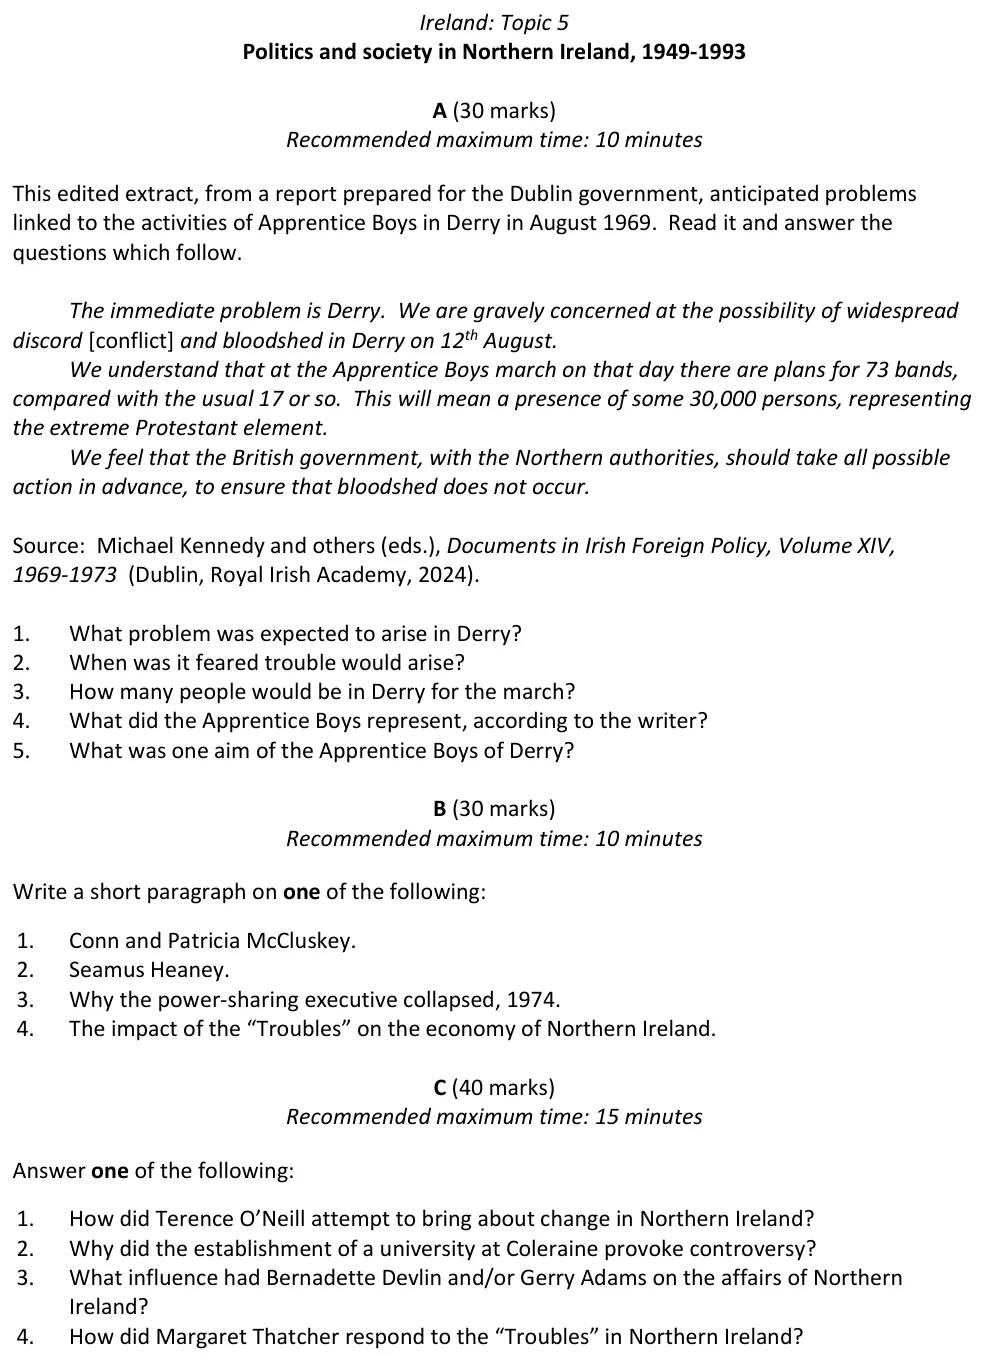 Ireland: Topic 5
Politics and society in Northern Ireland, 1949-1993
A (30 marks)
Recommended maximum time: 10 minutes
This edited extract, from a report prepared for the Dublin government, anticipated problems
linked to the activities of Apprentice Boys in Derry in August 1969.  Read it and answer the
questions which follow.
The immediate problem is Derry.  We are gravely concerned at the possibility of widespread
discord [conflict] and bloodshed in Derry on 12th August.
We understand that at the Apprentice Boys march on that day there are plans for 73 bands,
compared with the usual 17 or so.  This will mean a presence of some 30,000 persons, representing
the extreme Protestant element.
We feel that the British government, with the Northern authorities, should take all possible
action in advance, to ensure that bloodshed does not occur.
Source:  Michael Kennedy and others (eds.), Documents in Irish Foreign Policy, Volume XIV,
1969-1973  (Dublin, Royal Irish Academy, 2024).
1. What problem was expected to arise in Derry?
2. When was it feared trouble would arise?
3. How many people would be in Derry for the march?
4. What did the Apprentice Boys represent, according to the writer?
5. What was one aim of the Apprentice Boys of Derry?
B (30 marks)
Recommended maximum time: 10 minutes
Write a short paragraph on one of the following:
1. Conn and Patricia McCluskey.
2. Seamus Heaney.
3. Why the power-sharing executive collapsed, 1974.
4. The impact of the “Troubles” on the economy of Northern Ireland.
C (40 marks)
Recommended maximum time: 15 minutes
Answer one of the following:
1. How did Terence O’Neill attempt to bring about change in Northern Ireland?
2. Why did the establishment of a university at Coleraine provoke controversy?
3. What influence had Bernadette Devlin and/or Gerry Adams on the affairs of Northern
Ireland?
4. How did Margaret Thatcher respond to the “Troubles” in Northern Ireland?